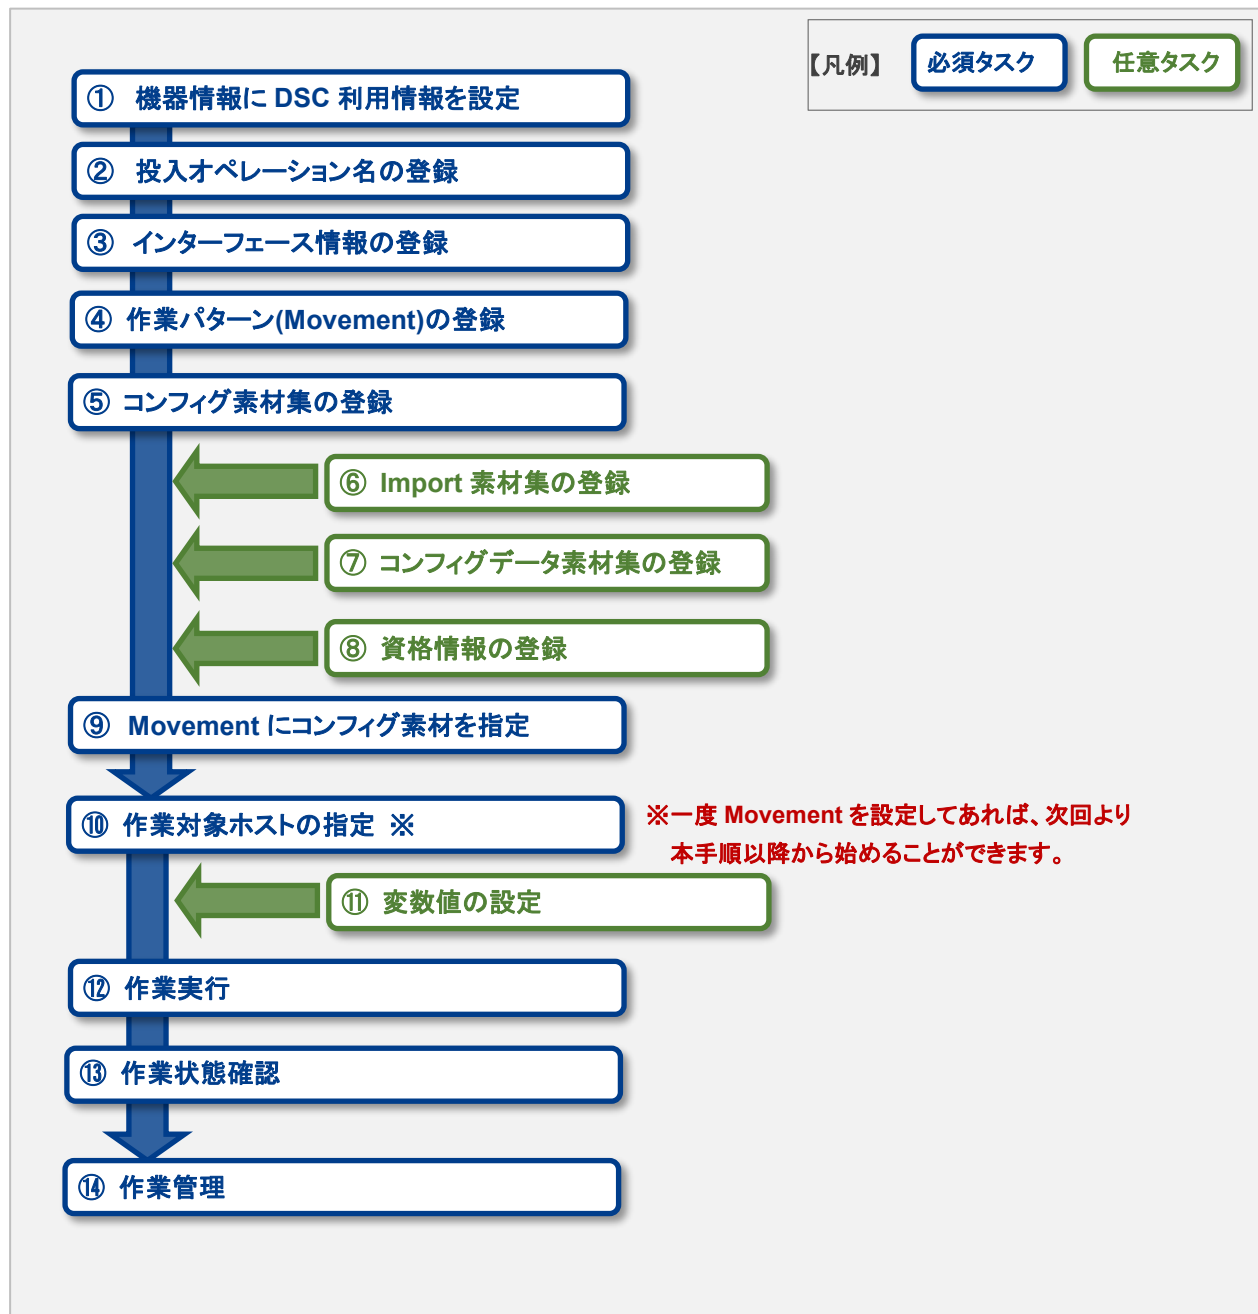 【凡例】 必須タスク 任意タスク
① 機器情報に DSC 利用情報を設定
② 投入オペレーション名の登録
③ インターフェース情報の登録
④ 作業パターン(Movement)の登録
⑤ コンフィグ素材集の登録
⑥ Import 素材集の登録
⑦ コンフィグデータ素材集の登録
⑧ 資格情報の登録
⑨ Movement にコンフィグ素材を指定
⑩ 作業対象ホストの指定 ※
※一度 Movement を設定してあれば、次回より
本手順以降から始めることができます。
⑪ 変数値の設定
⑫ 作業実行
⑬ 作業状態確認
⑭ 作業管理